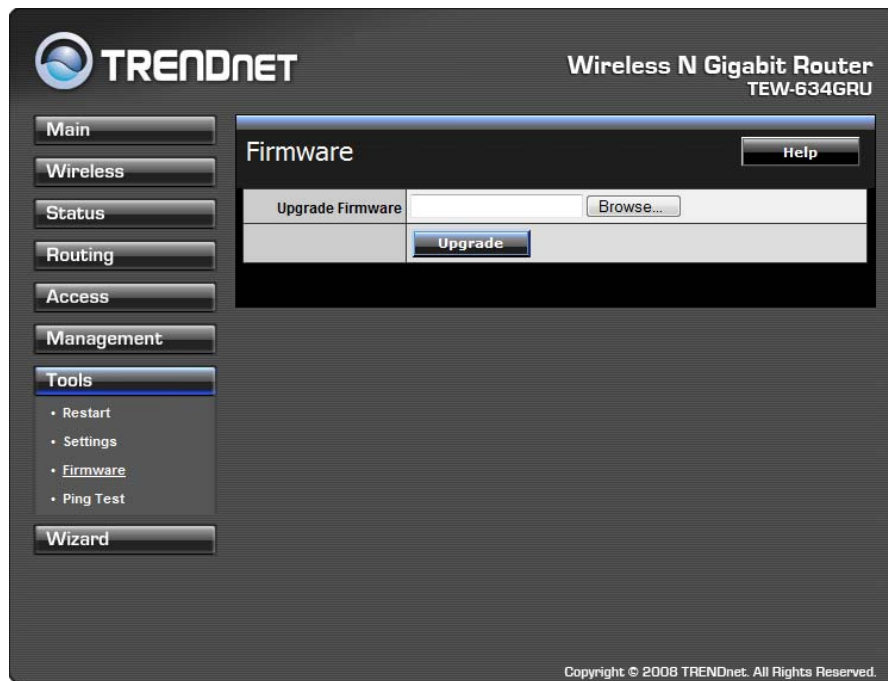 TRENDNET
Wireless N Gigabit Router
TEW-634GRU
Main
Wireless
Status
Routing
Access
Management
Tools
• Restart
• Settings
• Firmware
• Ping Test
Wizard
Firmware
Help
Upgrade Firmware
Browse...
Upgrade
Copyright © 2008 TRENDnet. All Rights Reserved.